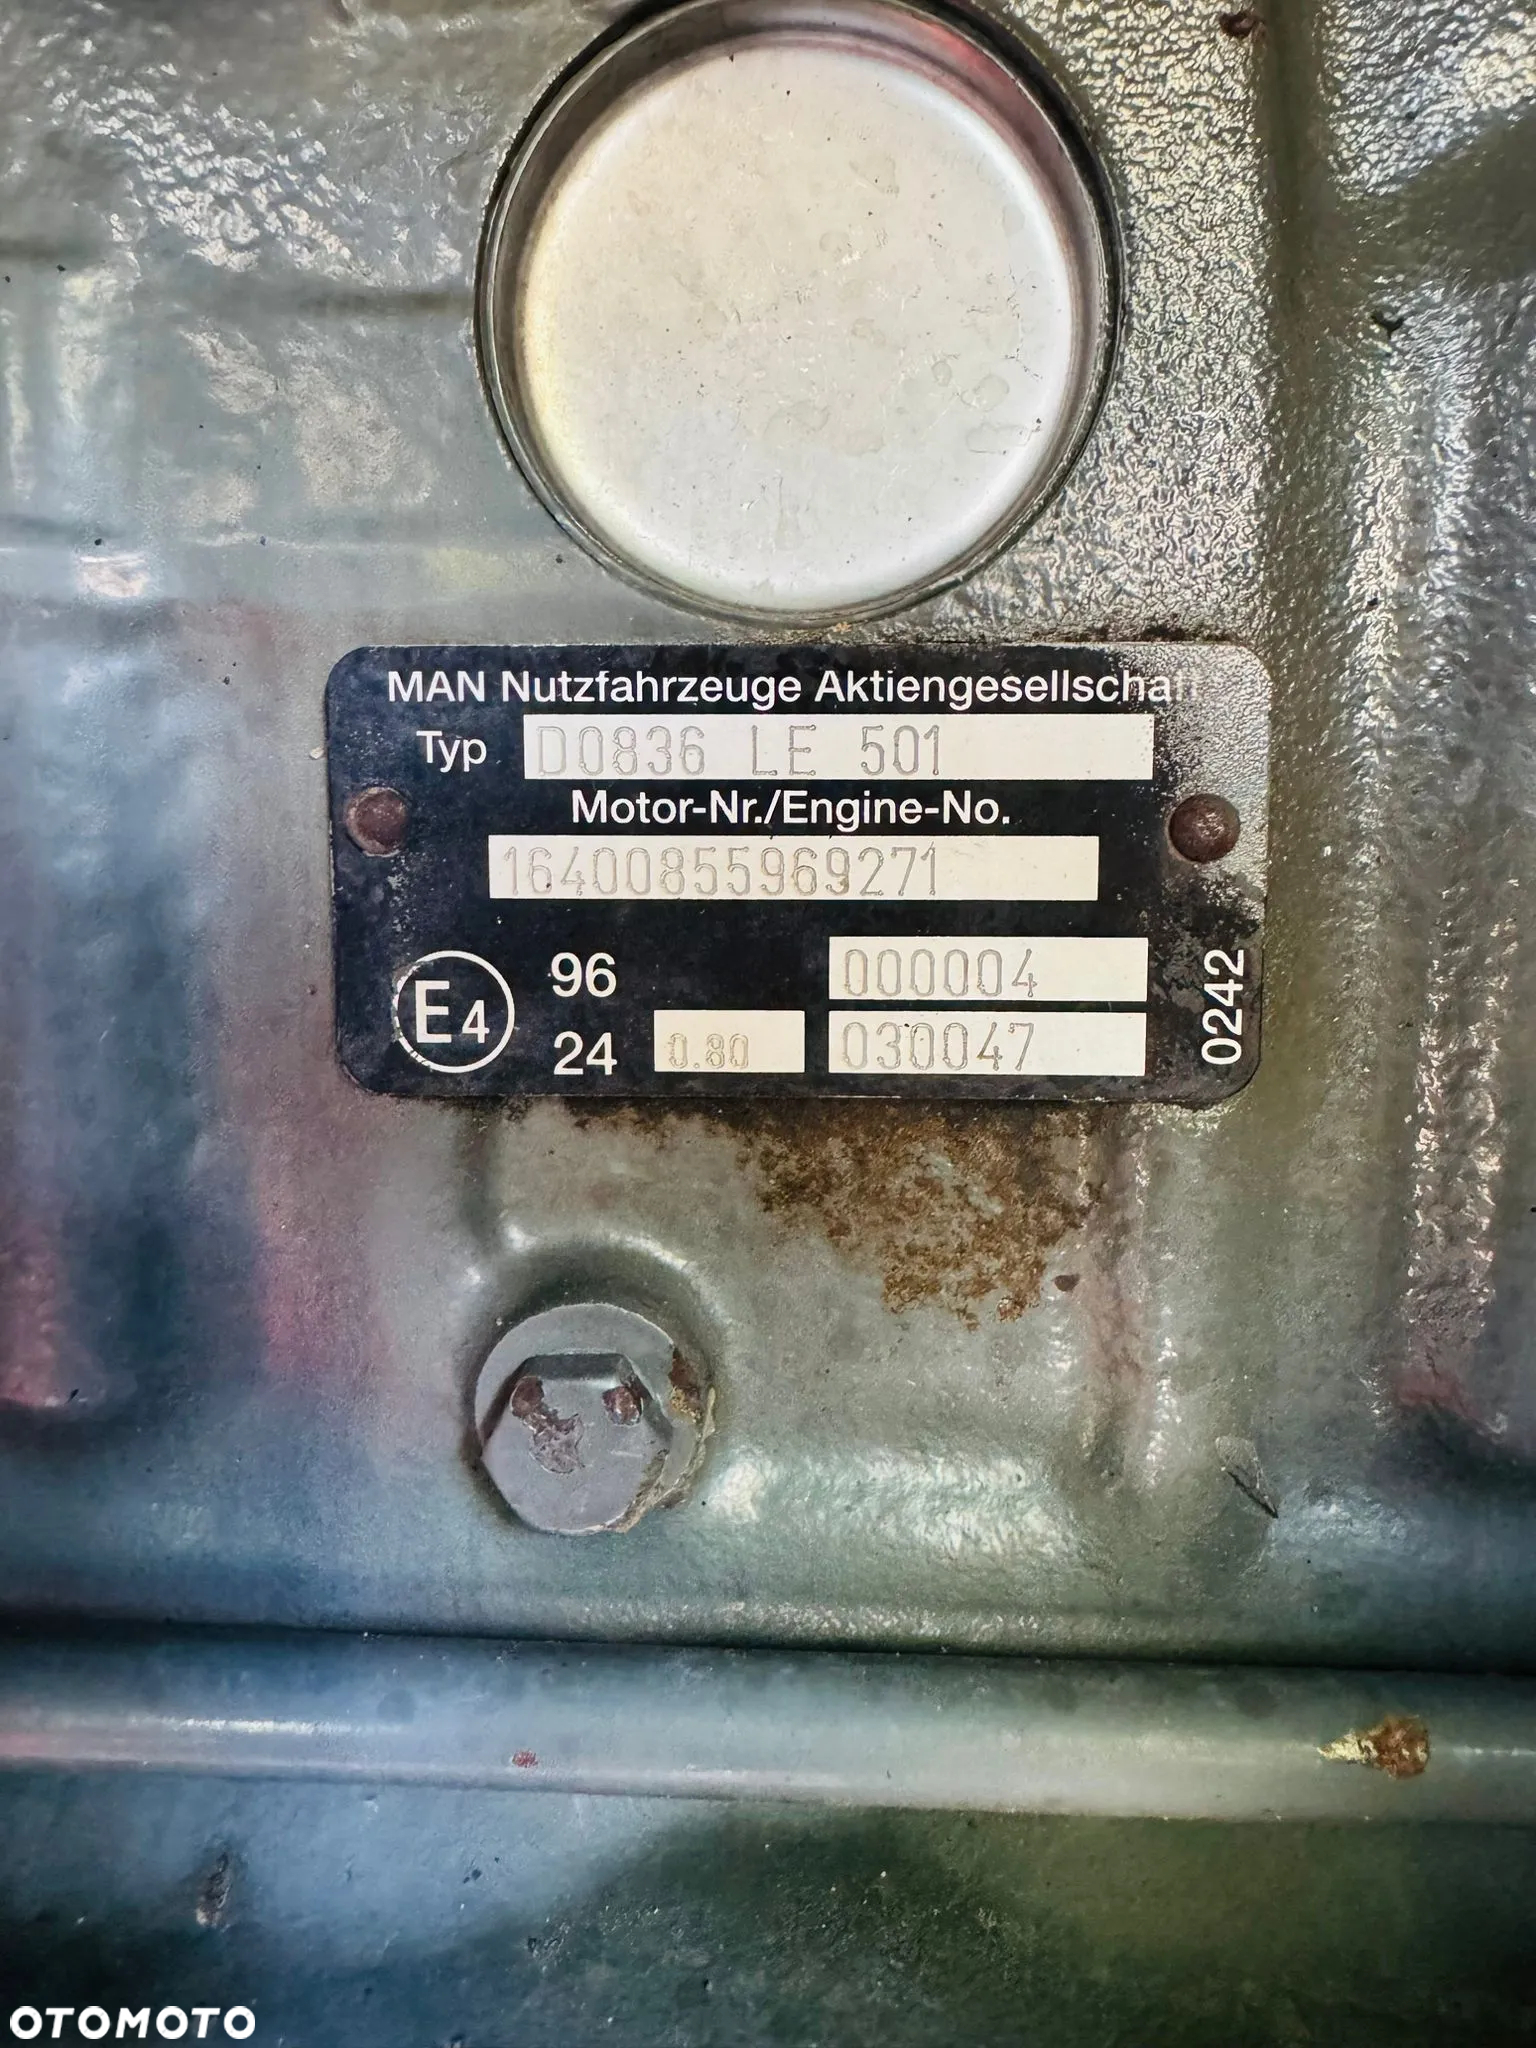 MAN Nutzfahrzeuge Aktiengesellschaft
Typ D0836 LE 501
Motor-Nr./Engine-No.
16400855969271
E4 96 000004
24 0.80 030047
0242
OTOMOTO